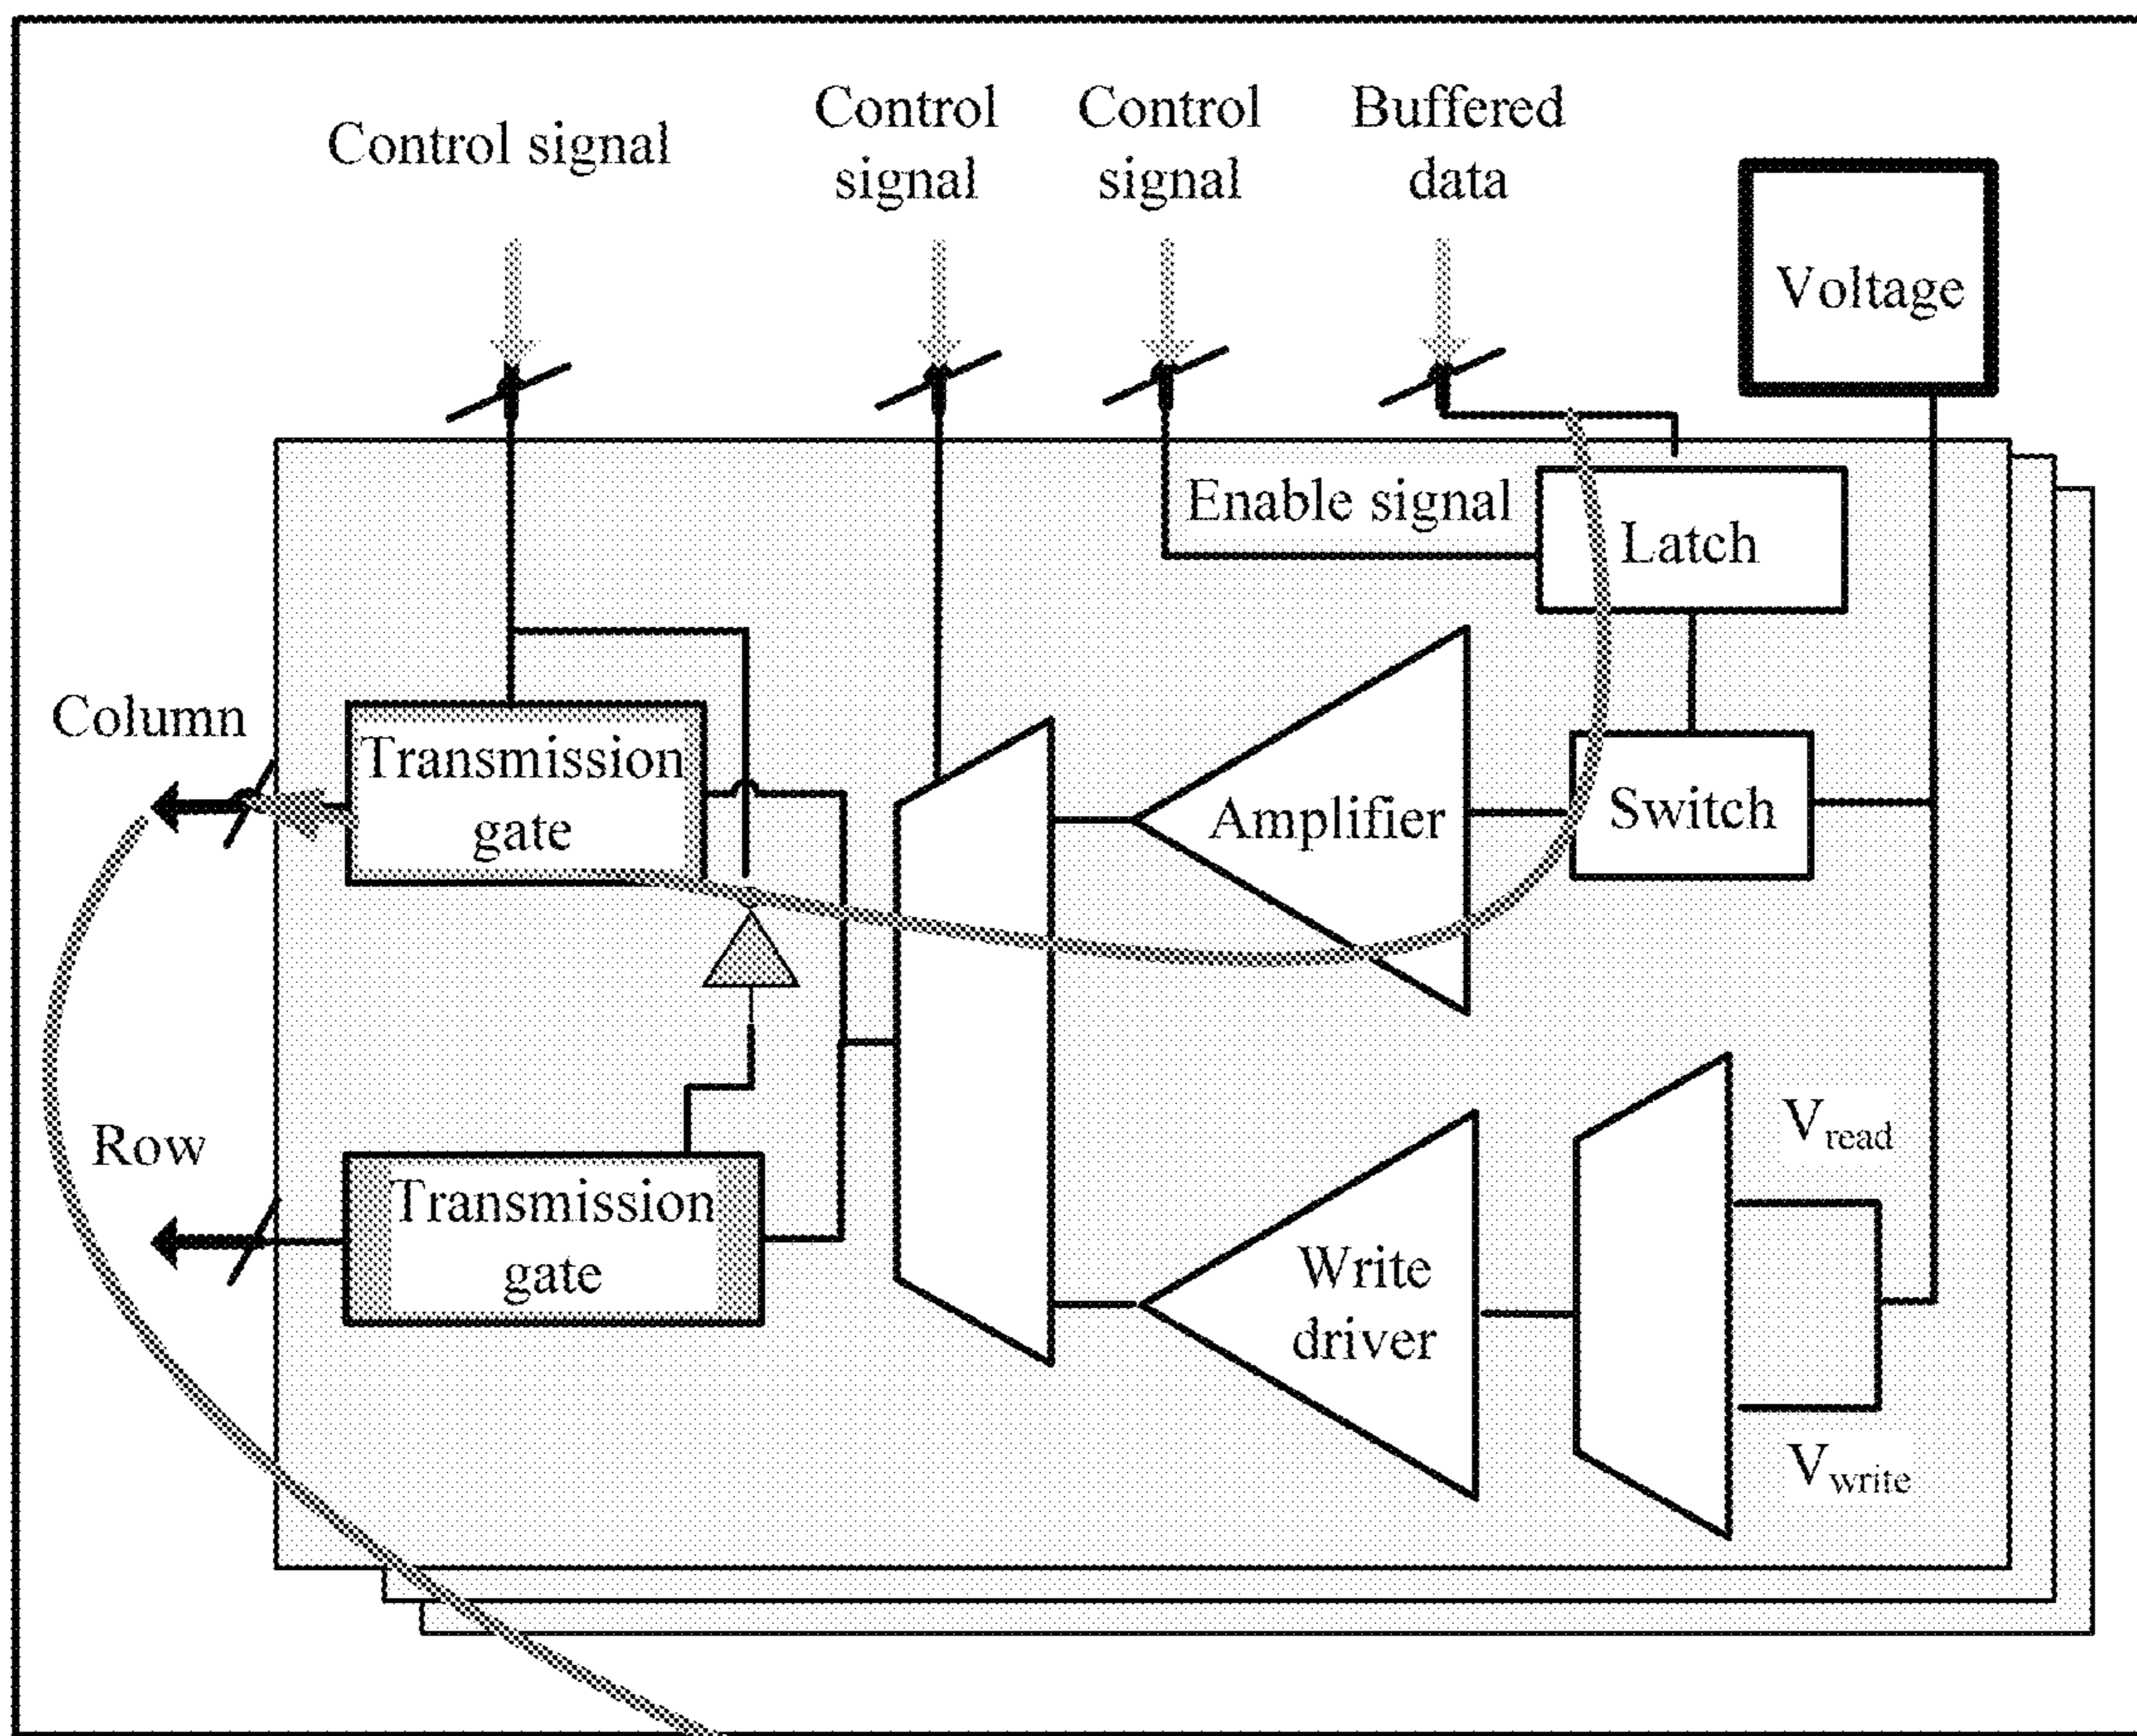 Control signal
Control
signal
Control
signal
Buffered
data
Voltage
Enable signal
Latch
Column
Transmission
gate
Amplifier
Switch
Row
Transmission
gate
Write
driver
Vread
Vwrite